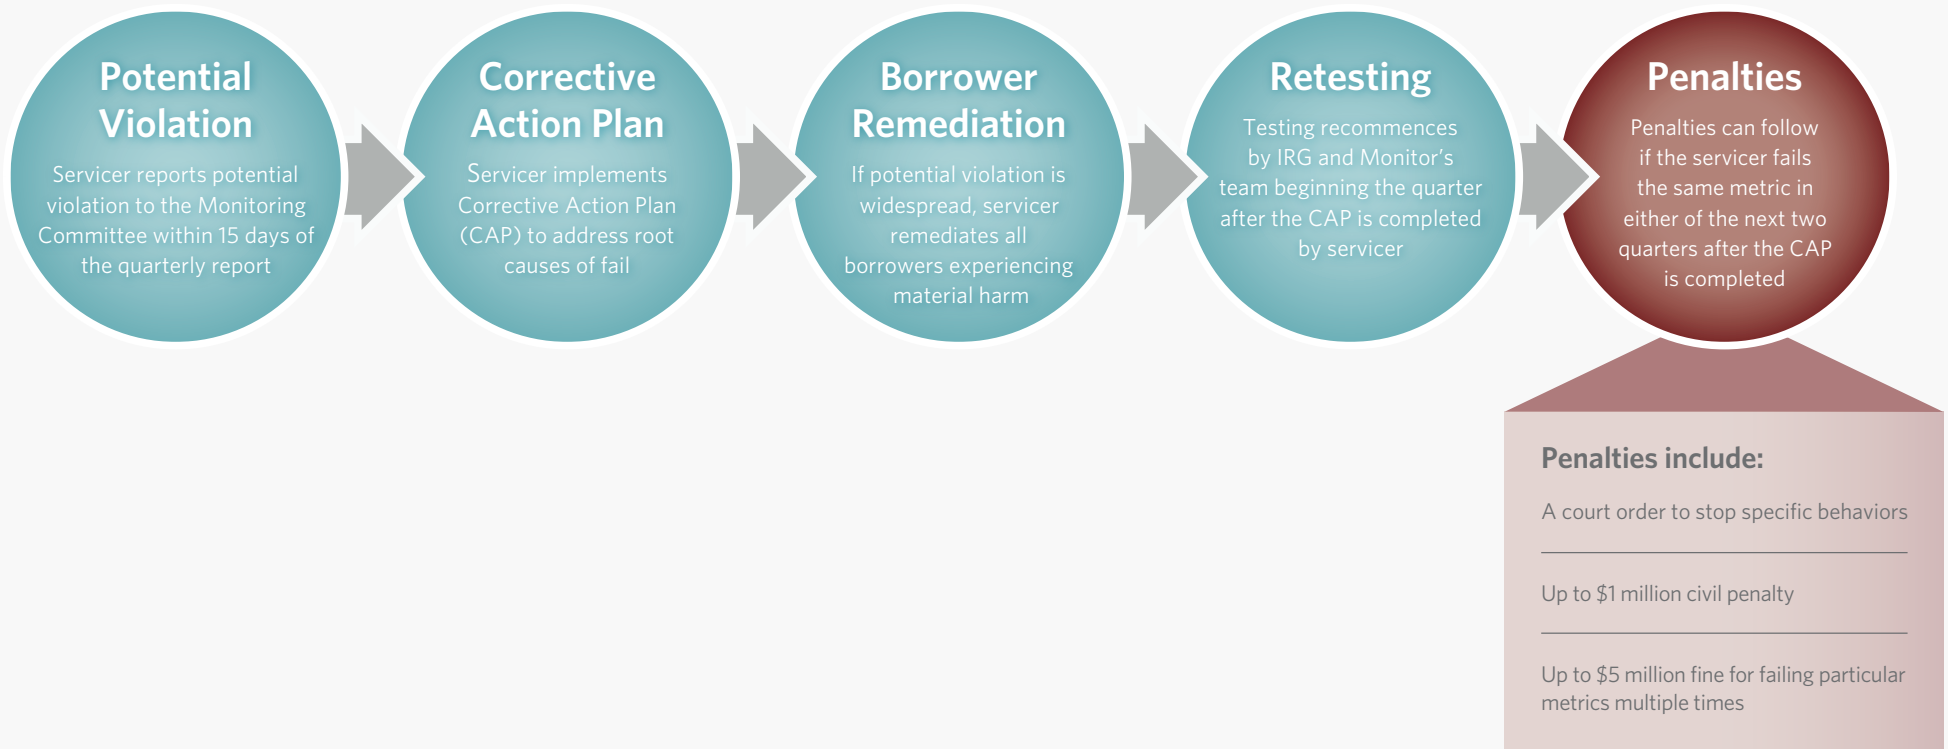 Potential
Violation
Servicer reports potential
violation to the Monitoring
Committee within 15 days of
the quarterly report
Corrective
Action Plan
Servicer implements
Corrective Action Plan
(CAP) to address root
causes of fail
Borrower
Remediation
If potential violation is
widespread, servicer
remediates all
borrowers experiencing
material harm
Retesting
Testing recommences
by IRG and Monitor’s
team beginning the quarter
after the CAP is completed
by servicer
Penalties
Penalties can follow
if the servicer fails
the same metric in
either of the next two
quarters after the CAP
is completed
Penalties include:
A court order to stop specific behaviors
Up to $1 million civil penalty
Up to $5 million fine for failing particular
metrics multiple times